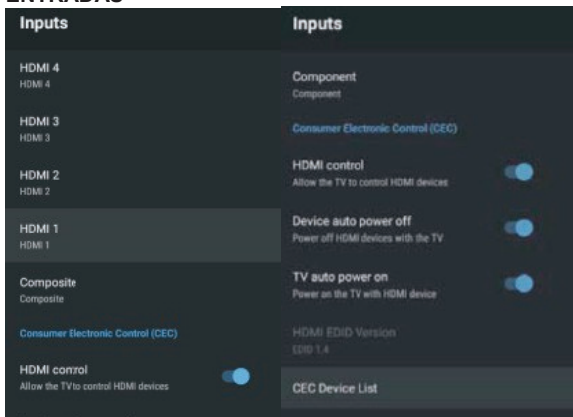 ENTRADAS
Inputs
HDMI 4
HDMI 4
HDMI 3
HDMI 3
HDMI 2
HDMI 2
HDMI 1
HDMI 1
Composite
Composite
Consumer Electronic Control (CEC)
HDMI control
Allow the TV to control HDMI devices
Inputs
Component
Component
Consumer Electronic Control (CEC)
HDMI control
Allow the TV to control HDMI devices
Device auto power off
Power off HDMI devices with the TV
TV auto power on
Power on the TV with HDMI device
HDMI EDID Version
EDID 1.4
CEC Device List